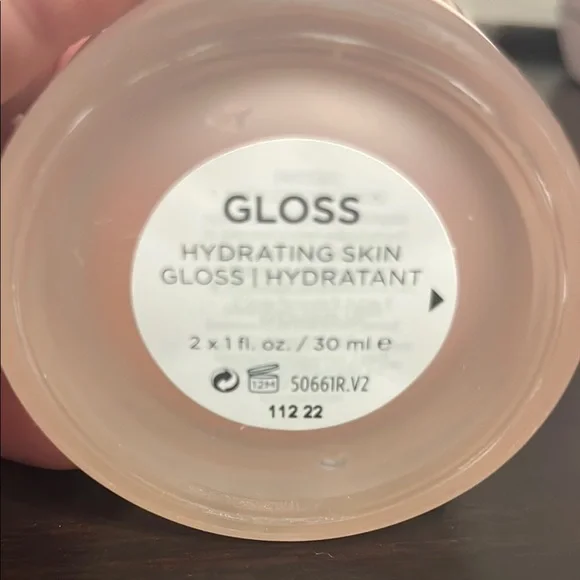 GLOSS
HYDRATING SKIN
GLOSS | HYDRATANT
2 x 1 fl. oz. / 30 ml ℮
12M 50661R.V2
112 22